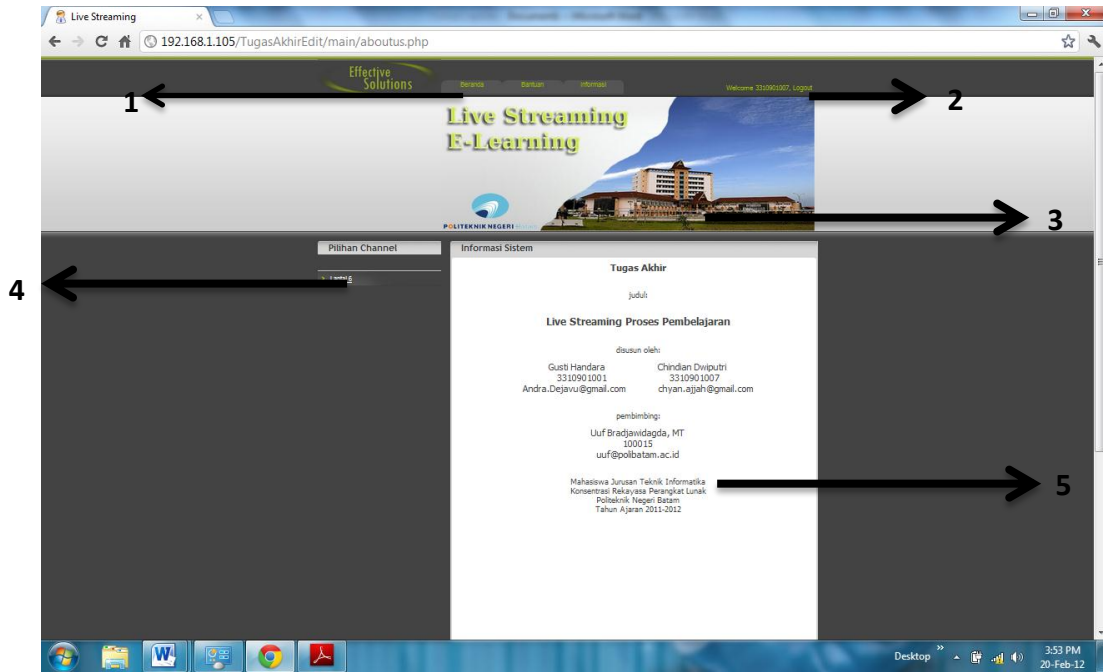 Live Streaming
192.168.1.105/TugasAkhirEdit/main/aboutus.php
Effective
Solutions
Beranda Bantuan Informasi
Welcome 3310901007, Logout
1
2
Live Streaming
E-Learning
POLITEKNIK NEGERI
3
Pilihan Channel
Informasi Sistem
4
Lantai 6
Tugas Akhir
judul:
Live Streaming Proses Pembelajaran
disusun oleh:
Gusti Handara Chindian Dwiputri
3310901001 3310901007
Andra.Dejavu@gmail.com chyan.ajjah@gmail.com
pembimbing:
Uuf Bradjawidagda, MT
100015
uuf@polibatam.ac.id
Mahasiswa Jurusan Teknik Informatika
5
Konsentrasi Rekayasa Perangkat Lunak
Politeknik Negeri Batam
Tahun Ajaran 2011-2012
Desktop
3:53 PM
20-Feb-12